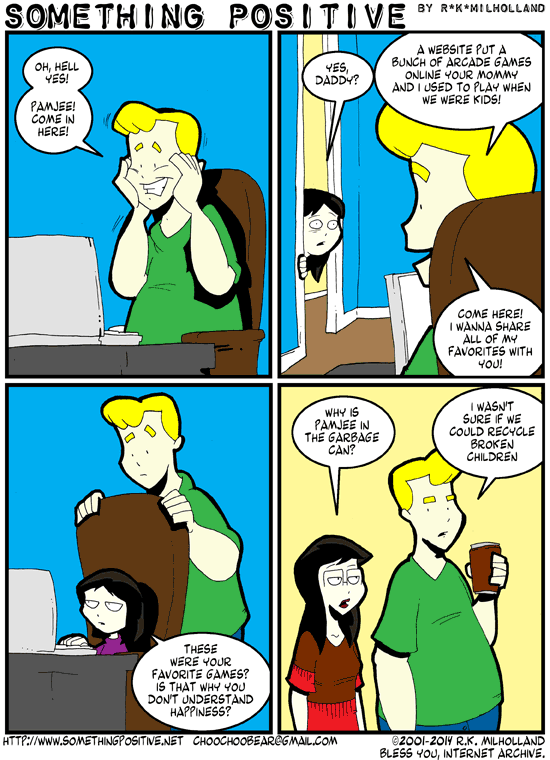 SOMETHING POSITIVE BY R*K*MILHOLLAND
OH, HELL
YES!
PAMJEE!
COME IN
HERE!
YES,
DADDY?
A WEBSITE PUT A
BUNCH OF ARCADE GAMES
ONLINE YOUR MOMMY
AND I USED TO PLAY WHEN
WE WERE KIDS!
COME HERE!
I WANNA SHARE
ALL OF MY
FAVORITES WITH
YOU!
THESE
WERE YOUR
FAVORITE GAMES?
IS THAT WHY YOU
DON'T UNDERSTAND
HAPPINESS?
WHY IS
PAMJEE IN
THE GARBAGE
CAN?
I WASN'T
SURE IF WE
COULD RECYCLE
BROKEN
CHILDREN
HTTP://WWW.SOMETHINGPOSITIVE.NET CHOOCHOOBEAR@GMAIL.COM
©2001-2014 R.K. MILHOLLAND
BLESS YOU, INTERNET ARCHIVE.